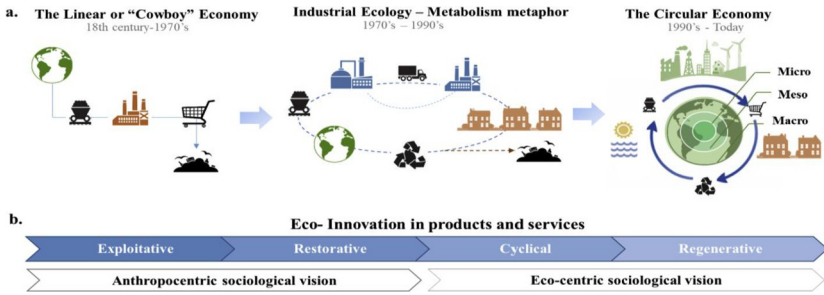 a.
The Linear or “Cowboy” Economy
18th century-1970's
Industrial Ecology – Metabolism metaphor
1970's – 1990's
The Circular Economy
1990's - Today
Micro
Meso
Macro
b.
Eco- Innovation in products and services
Exploitative
Restorative
Cyclical
Regenerative
Anthropocentric sociological vision
Eco-centric sociological vision